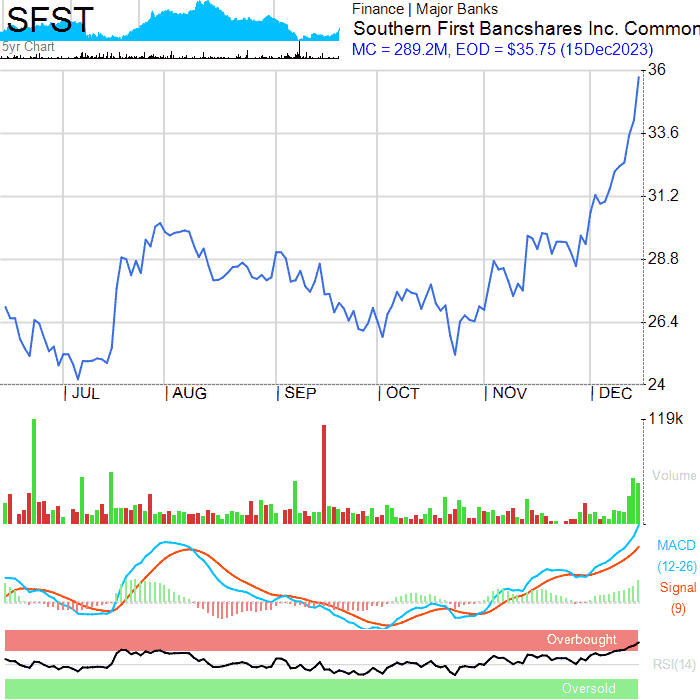 SFST
5yr Chart
Finance | Major Banks
Southern First Bancshares Inc. Common
MC = 289.2M, EOD = $35.75 (15Dec2023)
36
33.6
31.2
28.8
26.4
24
| JUL | AUG | SEP | OCT | NOV | DEC
119k
Volume
MACD
(12-26)
Signal
(9)
Overbought
RSI(14)
Oversold